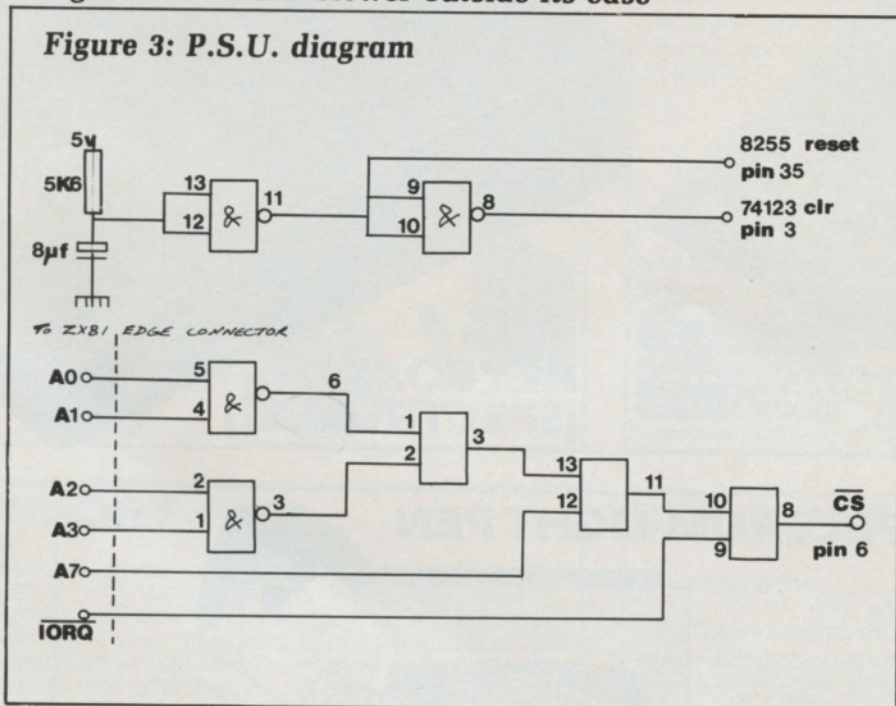 Figure 3: P.S.U. diagram
5v
5K6
8µf
13
12
&
11
9
10
&
8
8255 reset
pin 35
74123 clr
pin 3
TO ZX81 EDGE CONNECTOR
A0
A1
5
4
&
6
A2
A3
2
1
&
3
1
2
3
A7
13
12
11
IORQ
10
9
8
CS
pin 6